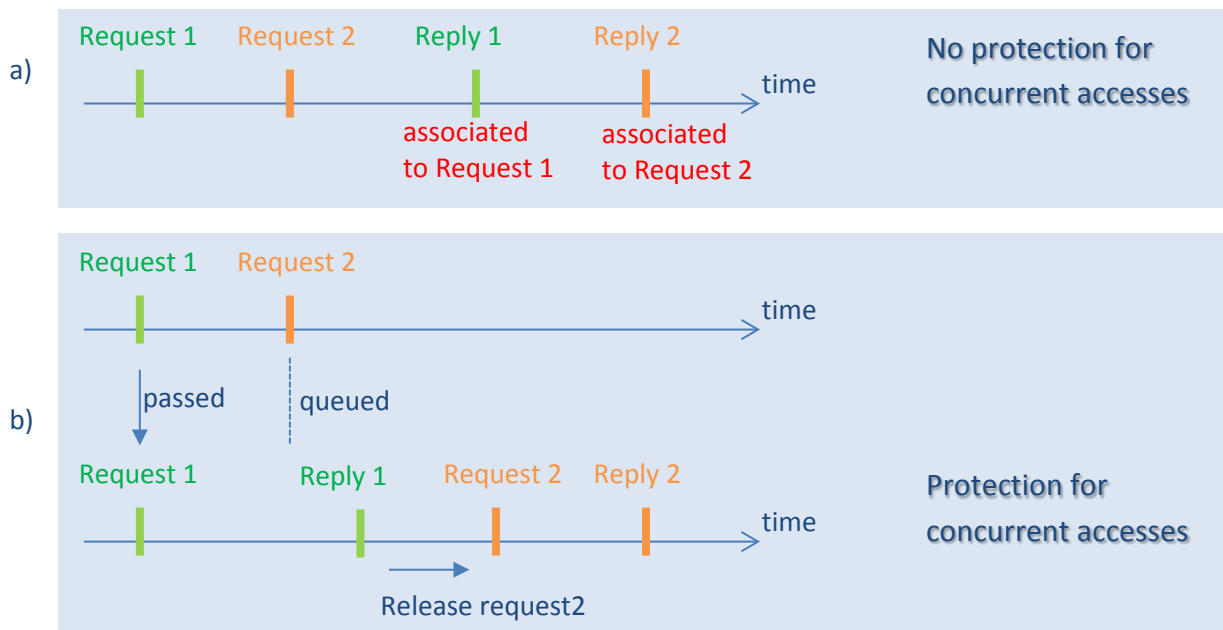 Request 1 Request 2 Reply 1 Reply 2
No protection for
concurrent accesses
a)
time
associated
to Request 1
associated
to Request 2
Request 1 Request 2
time
passed
queued
b)
Request 1 Reply 1 Request 2 Reply 2
Protection for
concurrent accesses
time
Release request2